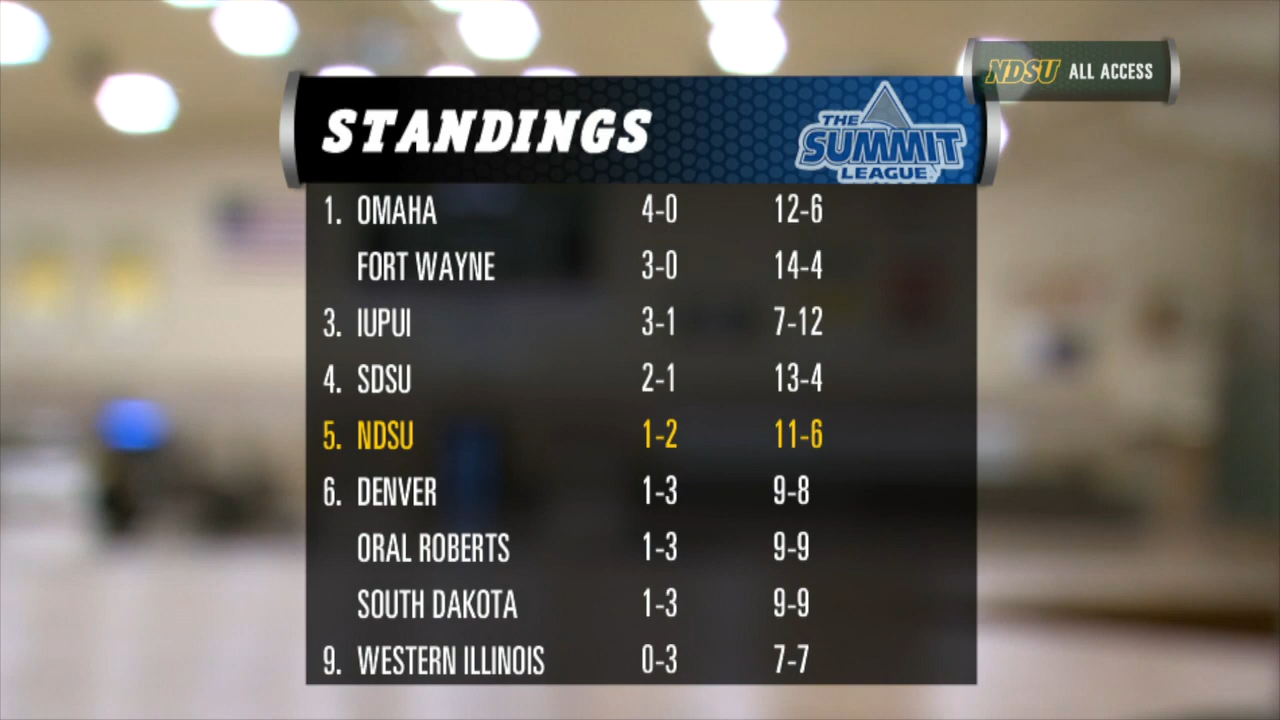 NDSU ALL ACCESS
STANDINGS
THE
SUMMIT
LEAGUE
1. OMAHA 4-0 12-6
FORT WAYNE 3-0 14-4
3. IUPUI 3-1 7-12
4. SDSU 2-1 13-4
5. NDSU 1-2 11-6
6. DENVER 1-3 9-8
ORAL ROBERTS 1-3 9-9
SOUTH DAKOTA 1-3 9-9
9. WESTERN ILLINOIS 0-3 7-7